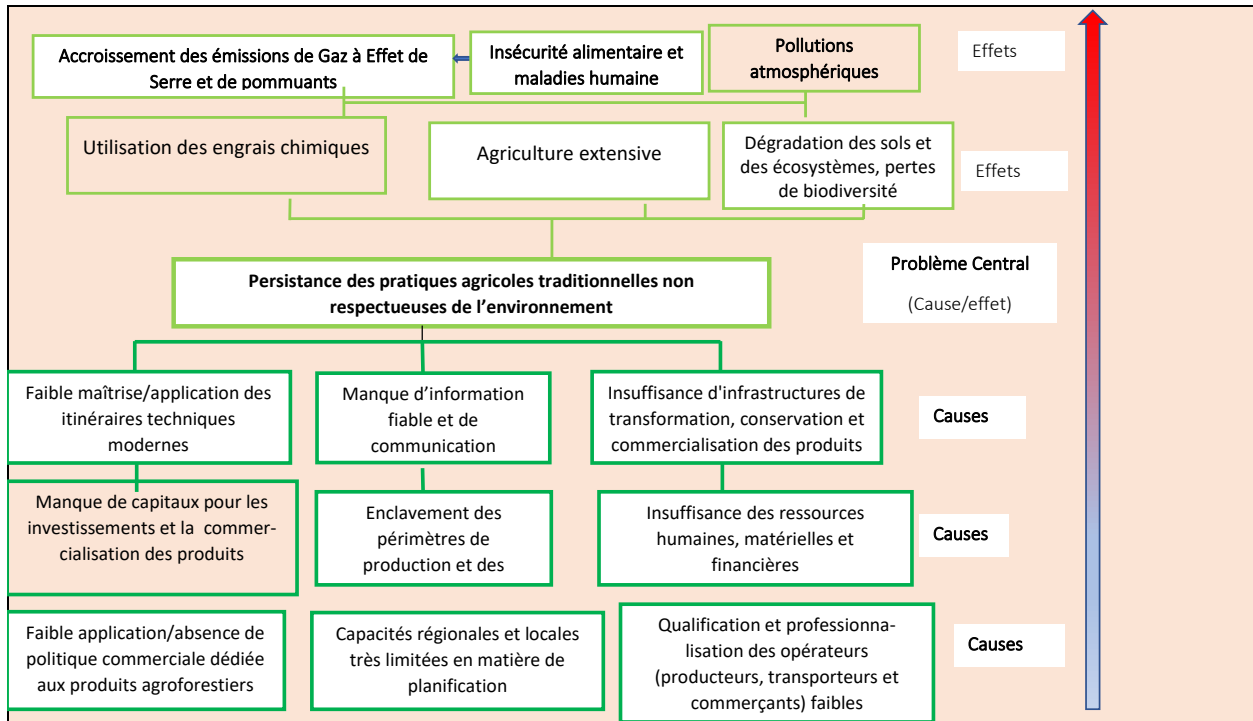 Accroissement des émissions de Gaz à Effet de
Serre et de pommuants
Insécurité alimentaire et
maladies humaine
Pollutions
atmosphériques
Effets
Utilisation des engrais chimiques
Agriculture extensive
Dégradation des sols et
des écosystèmes, pertes
de biodiversité
Effets
Persistance des pratiques agricoles traditionnelles non
respectueuses de l’environnement
Problème Central
(Cause/effet)
Faible maîtrise/application des
itinéraires techniques
modernes
Manque d’information
fiable et de
communication
Insuffisance d'infrastructures de
transformation, conservation et
commercialisation des produits
Causes
Manque de capitaux pour les
investissements et la commer-
cialisation des produits
Enclavement des
périmètres de
production et des
Insuffisance des ressources
humaines, matérielles et
financières
Causes
Faible application/absence de
politique commerciale dédiée
aux produits agroforestiers
Capacités régionales et locales
très limitées en matière de
planification
Qualification et professionna-
lisation des opérateurs
(producteurs, transporteurs et
commerçants) faibles
Causes